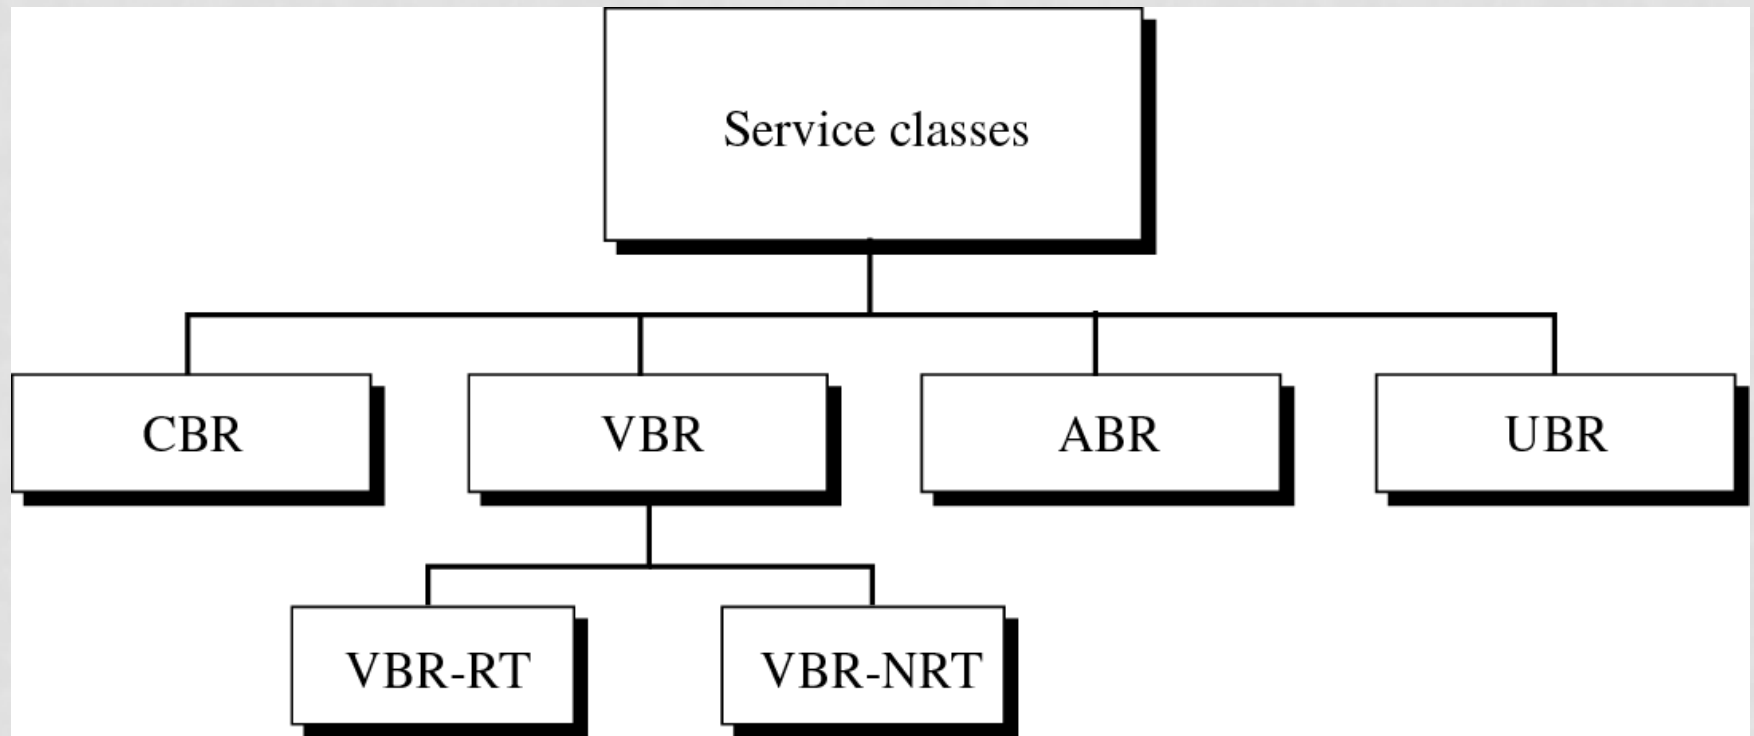 Service classes
CBR
VBR
ABR
UBR
VBR-RT
VBR-NRT